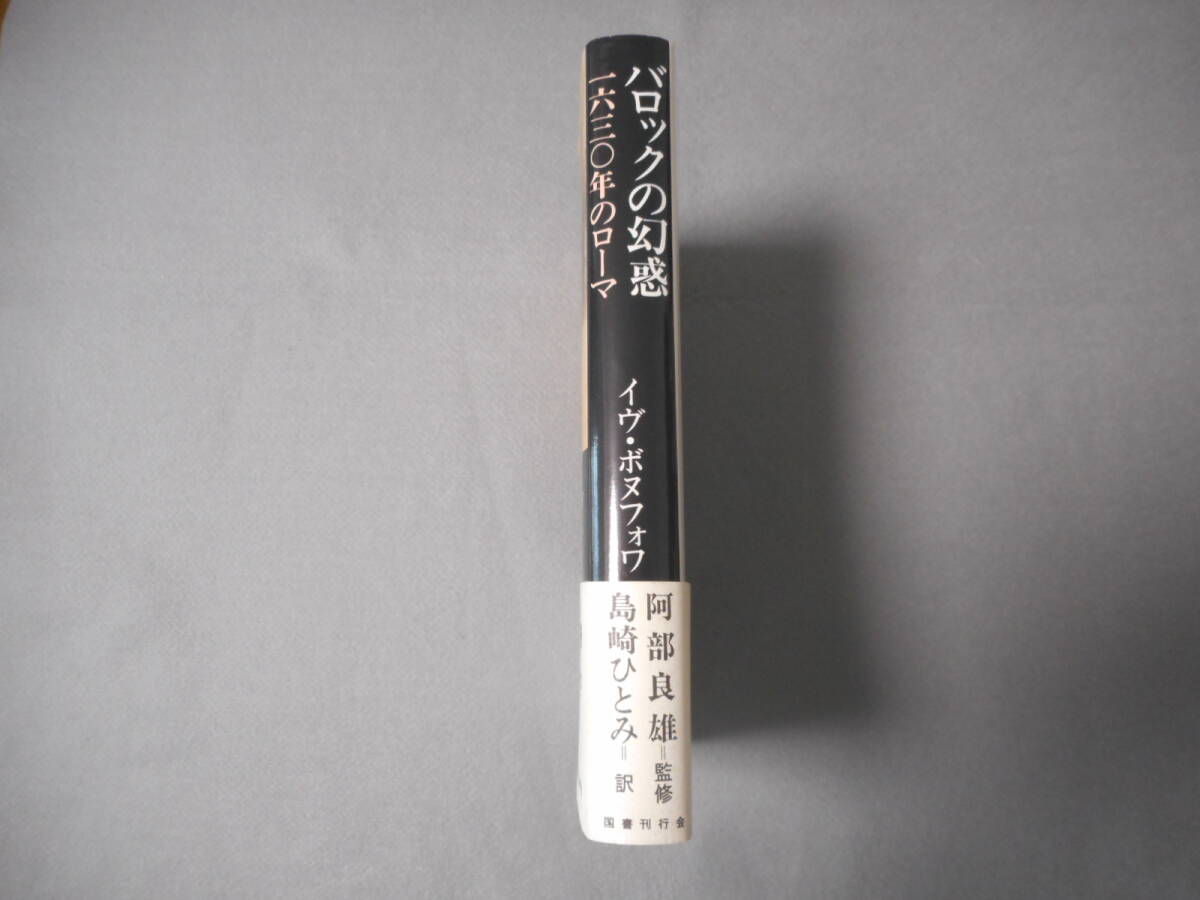 バロックの幻惑
一六三〇年のローマ
イヴ・ボヌフォワ
阿部良雄=監修
島崎ひとみ=訳
国書刊行会